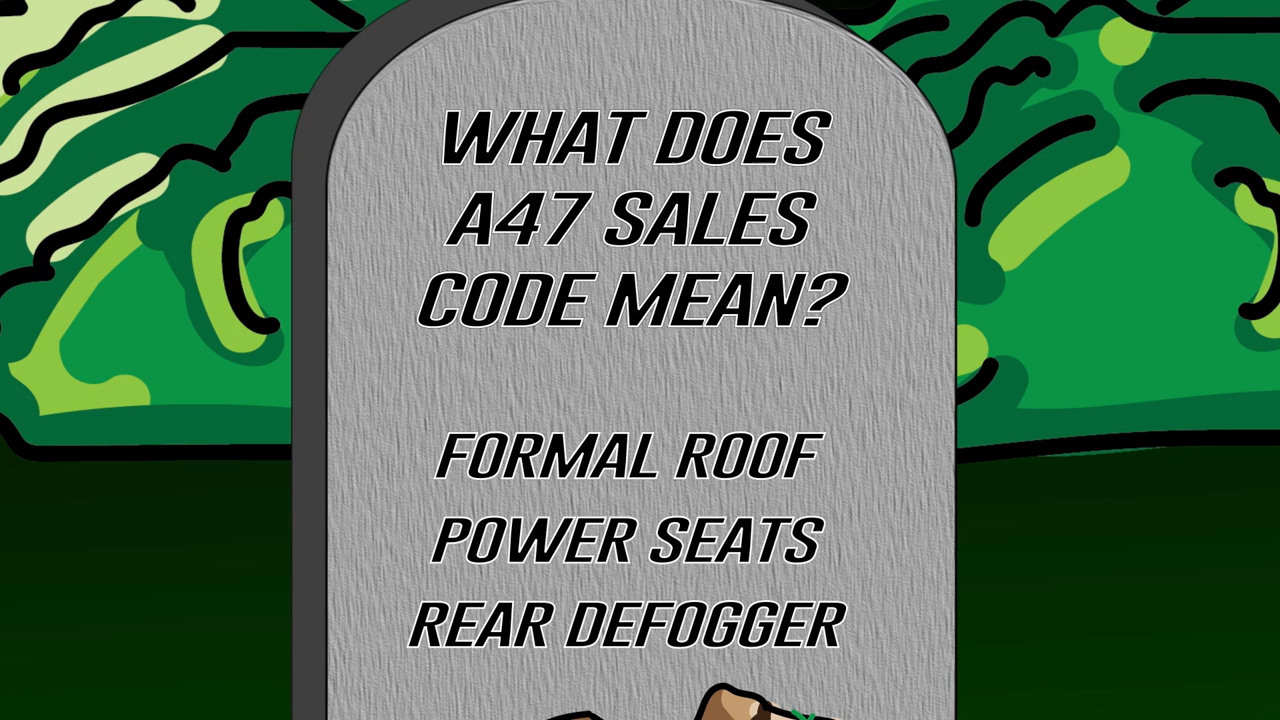 WHAT DOES
A47 SALES
CODE MEAN?
FORMAL ROOF
POWER SEATS
REAR DEFOGGER